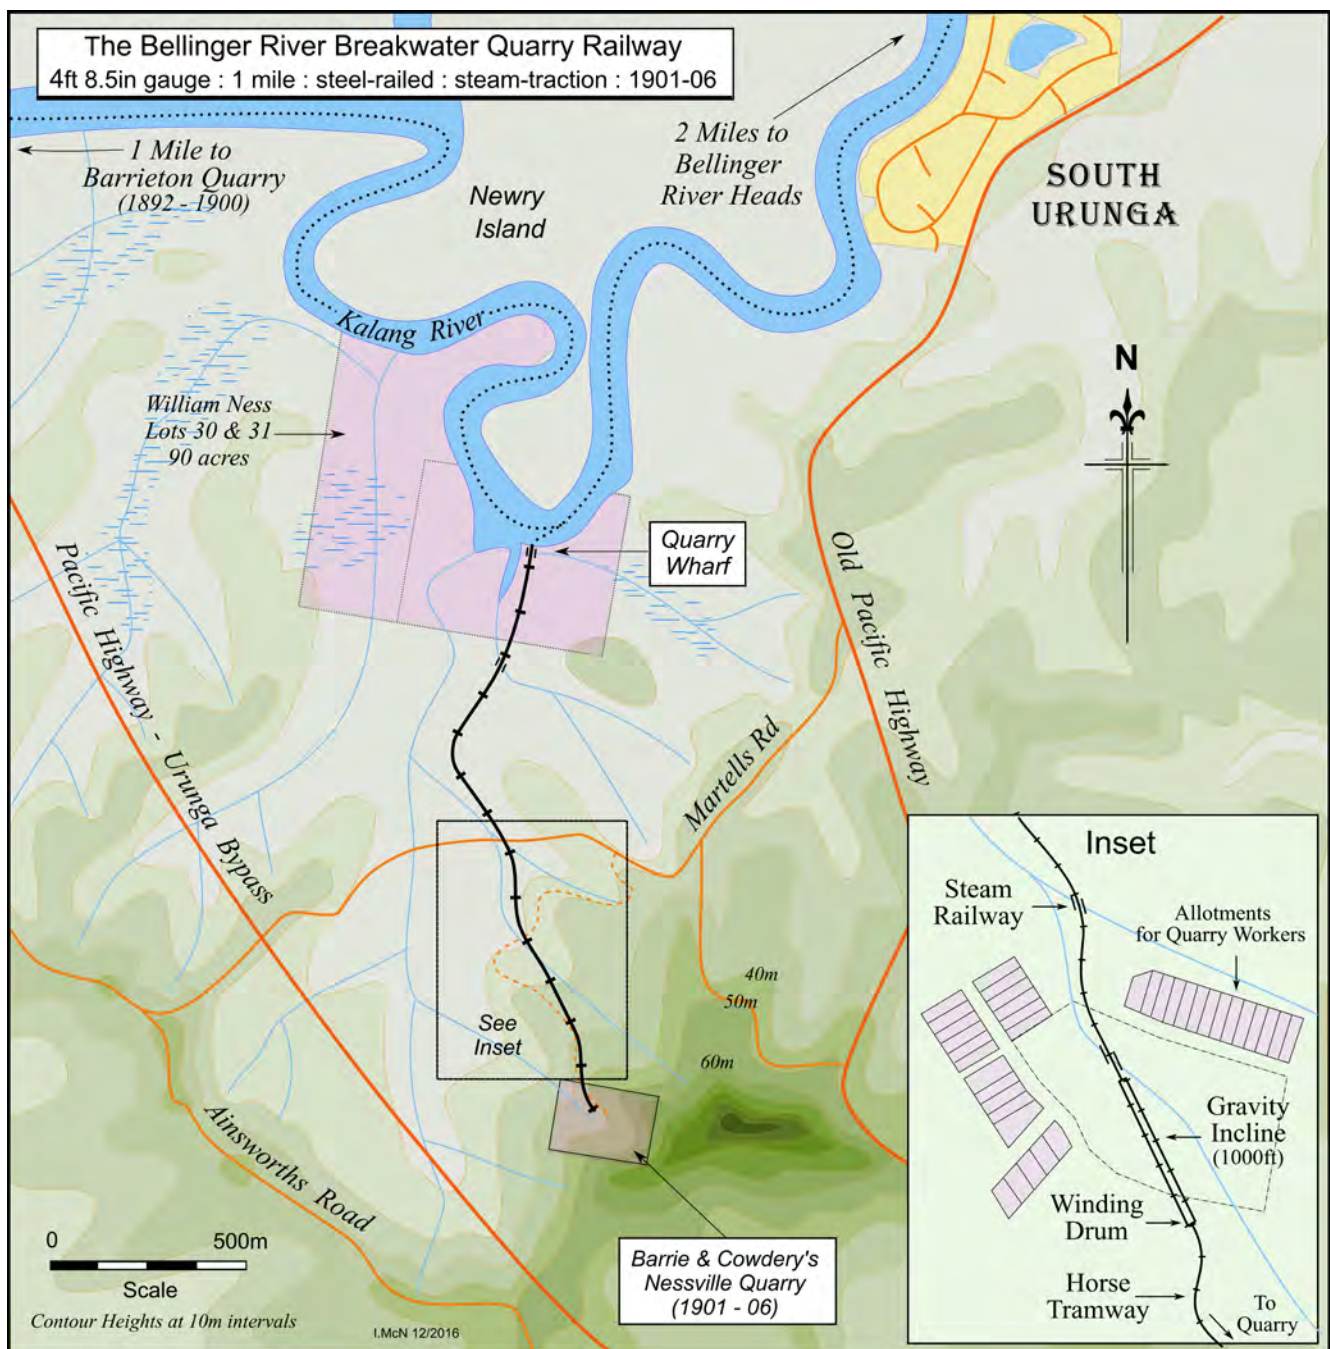 The Bellinger River Breakwater Quarry Railway
4ft 8.5in gauge : 1 mile : steel-railed : steam-traction : 1901-06
1 Mile to
Barrieton Quarry
(1892 - 1900)
Newry
Island
2 Miles to
Bellinger
River Heads
SOUTH
URUNGA
Kalang River
N
William Ness
Lots 30 & 31
90 acres
Quarry
Wharf
Pacific Highway - Urunga Bypass
Old Pacific Highway
Martells Rd
See
Inset
40m
50m
60m
Ainsworths Road
Barrie & Cowdery's
Nessville Quarry
(1901 - 06)
0 500m
Scale
Contour Heights at 10m intervals
I.McN 12/2016
Inset
Steam
Railway
Allotments
for Quarry Workers
Gravity
Incline
(1000ft)
Winding
Drum
Horse
Tramway
To
Quarry